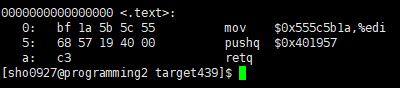 0000000000000000 <.text>:
   0:   bf 1a 5b 5c 55          mov    $0x555c5b1a,%edi
   5:   68 57 19 40 00          pushq  $0x401957
   a:   c3                      retq
[sho0927@programming2 target439]$